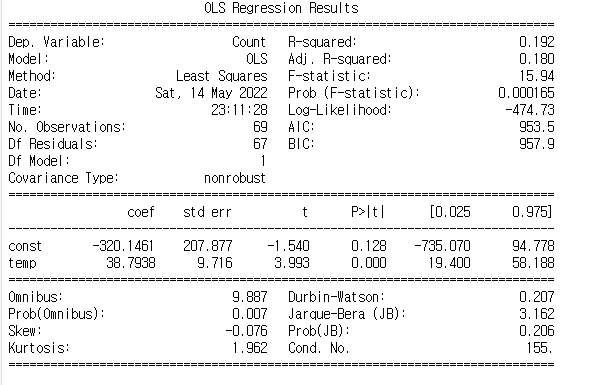 OLS Regression Results
==============================================================================
Dep. Variable: Count R-squared: 0.192
Model: OLS Adj. R-squared: 0.180
Method: Least Squares F-statistic: 15.94
Date: Sat, 14 May 2022 Prob (F-statistic): 0.000165
Time: 23:11:28 Log-Likelihood: -474.73
No. Observations: 69 AIC: 953.5
Df Residuals: 67 BIC: 957.9
Df Model: 1
Covariance Type: nonrobust
==============================================================================
coef std err t P>|t| [0.025 0.975]
------------------------------------------------------------------------------
const -320.1461 207.877 -1.540 0.128 -735.070 94.778
temp 38.7938 9.716 3.993 0.000 19.400 58.188
==============================================================================
Omnibus: 9.887 Durbin-Watson: 0.207
Prob(Omnibus): 0.007 Jarque-Bera (JB): 3.162
Skew: -0.076 Prob(JB): 0.206
Kurtosis: 1.962 Cond. No. 155.
==============================================================================